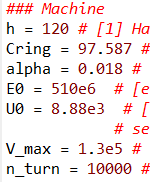 ### Machine
h = 120 # [1] Ha
Cring = 97.587 #
alpha = 0.018 #
E0 = 510e6 # [e
U0 = 8.88e3 # [
# se
V_max = 1.3e5 #
n_turn = 10000 #